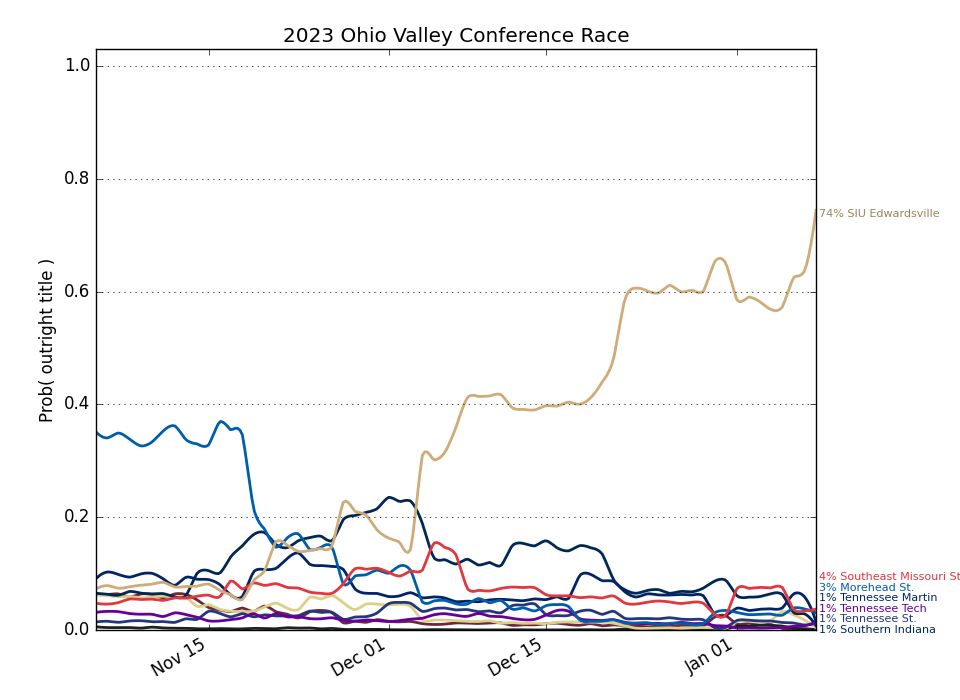 2023 Ohio Valley Conference Race
Prob( outright title )
1.0
0.8
0.6
0.4
0.2
0.0
Nov 15
Dec 01
Dec 15
Jan 01
74% SIU Edwardsville
4% Southeast Missouri St
3% Morehead St.
1% Tennessee Martin
1% Tennessee Tech
1% Tennessee St.
1% Southern Indiana